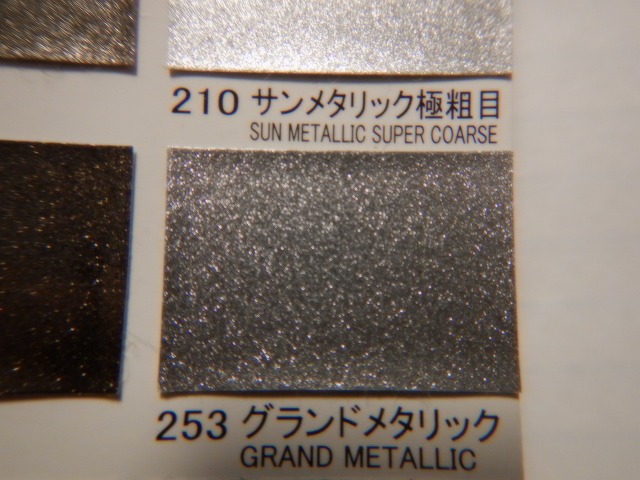 210 サンメタリック極粗目
SUN METALLIC SUPER COARSE
253 グランドメタリック
GRAND METALLIC